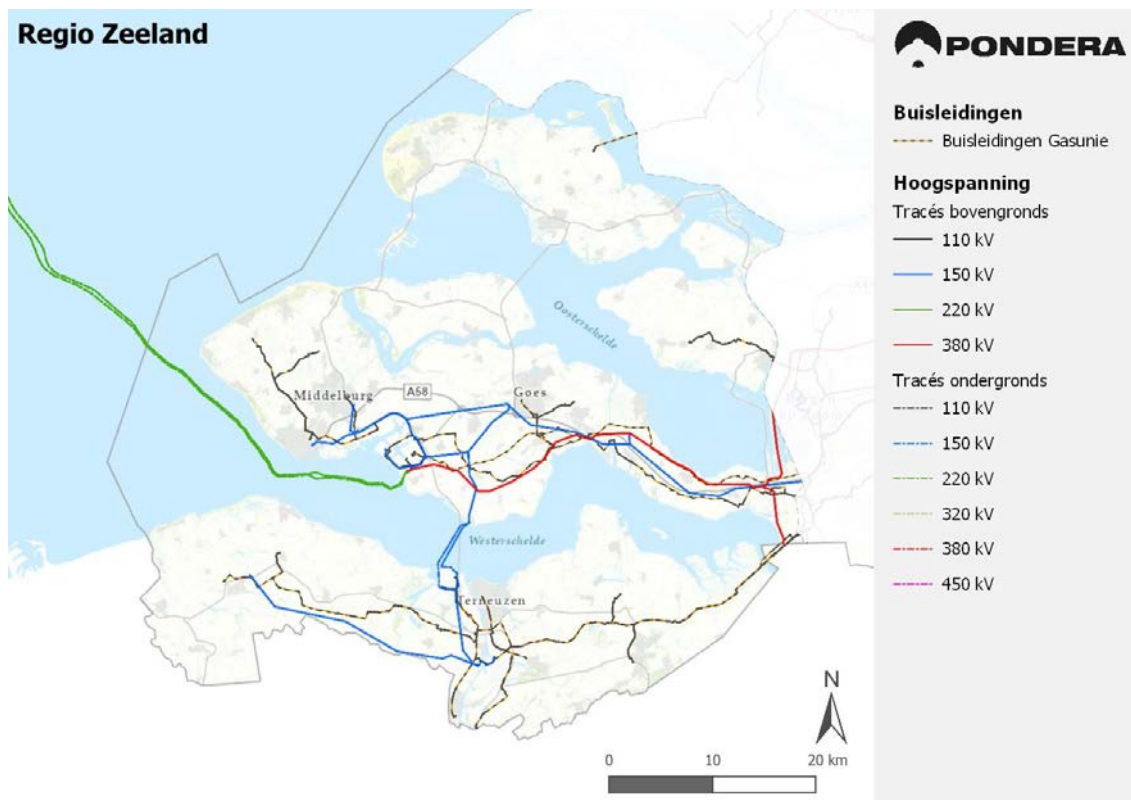 Regio Zeeland
PONDERA
Buisleidingen
Buisleidingen Gasunie
Hoogspanning
Tracés bovengronds
110 kV
150 kV
220 kV
380 kV
Tracés ondergronds
110 kV
150 kV
220 kV
320 kV
380 kV
450 kV
Oosterschelde
Middelburg
A58
Goes
Westerschelde
Terneuzen
N
0 10 20 km